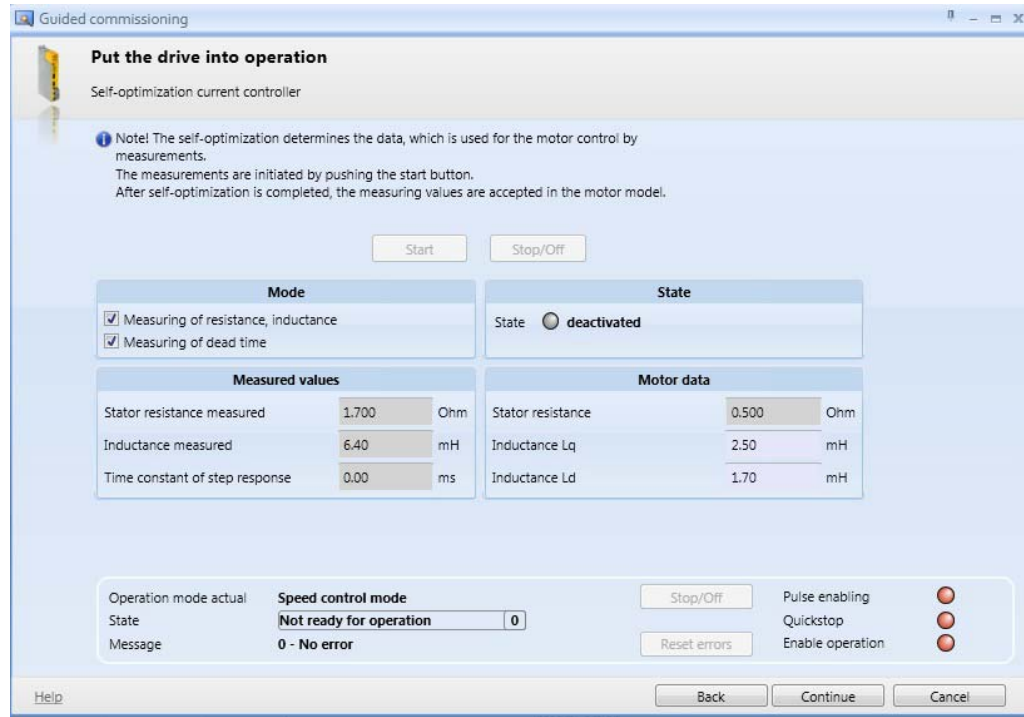 Guided commissioning
Put the drive into operation
Self-optimization current controller
Note! The self-optimization determines the data, which is used for the motor control by
measurements.
The measurements are initiated by pushing the start button.
After self-optimization is completed, the measuring values are accepted in the motor model.
Start Stop/Off
Mode State
Measuring of resistance, inductance State deactivated
Measuring of dead time
Measured values Motor data
Stator resistance measured 1.700 Ohm Stator resistance 0.500 Ohm
Inductance measured 6.40 mH Inductance Lq 2.50 mH
Time constant of step response 0.00 ms Inductance Ld 1.70 mH
Operation mode actual Speed control mode Stop/Off Pulse enabling
State Not ready for operation 0 Quickstop
Message 0 - No error Reset errors Enable operation
Help Back Continue Cancel